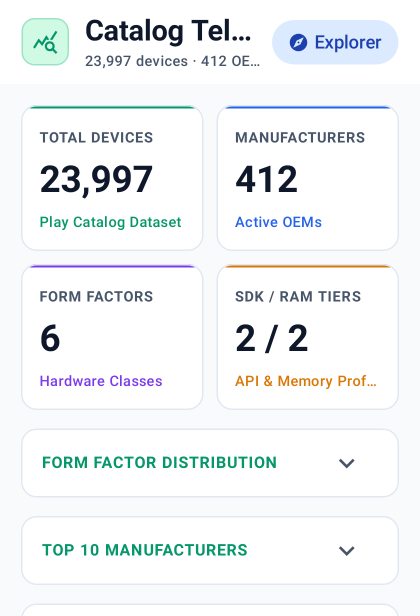 Catalog Tel...
23,997 devices · 412 OE...
Explorer
TOTAL DEVICES
23,997
Play Catalog Dataset
MANUFACTURERS
412
Active OEMs
FORM FACTORS
6
Hardware Classes
SDK / RAM TIERS
2 / 2
API & Memory Prof...
FORM FACTOR DISTRIBUTION
TOP 10 MANUFACTURERS